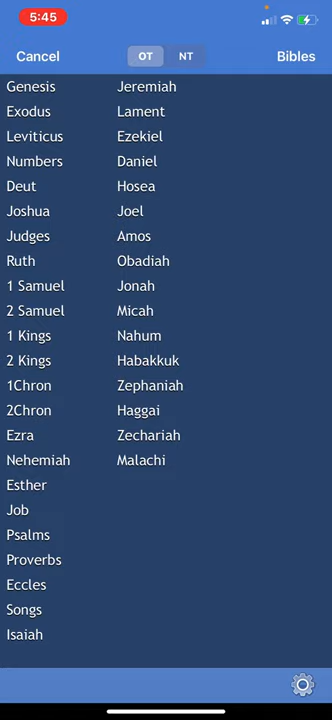 5:45
Cancel
OT
NT
Bibles
Genesis
Exodus
Leviticus
Numbers
Deut
Joshua
Judges
Ruth
1 Samuel
2 Samuel
1 Kings
2 Kings
1Chron
2Chron
Ezra
Nehemiah
Esther
Job
Psalms
Proverbs
Eccles
Songs
Isaiah
Jeremiah
Lament
Ezekiel
Daniel
Hosea
Joel
Amos
Obadiah
Jonah
Micah
Nahum
Habakkuk
Zephaniah
Haggai
Zechariah
Malachi